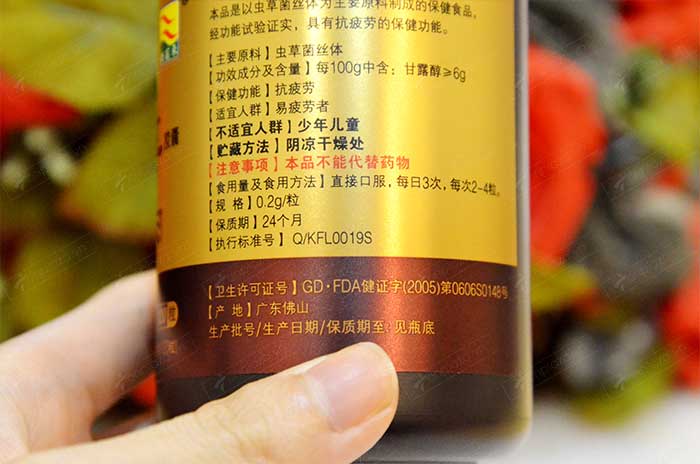 本品是以虫草菌丝体为主要原料制成的保健食品,
经功能试验证实,具有抗疲劳的保健功能。
【主要原料】虫草菌丝体
【功效成分及含量】每100g中含:甘露醇≥6g
【保健功能】抗疲劳
【适宜人群】易疲劳者
【不适宜人群】少年儿童
【贮藏方法】阴凉干燥处
【注意事项】本品不能代替药物
【食用量及食用方法】直接口服,每日3次,每次2-4粒。
【规 格】0.2g/粒
【保质期】24个月
【执行标准号】Q/KFL0019S
【卫生许可证号】GD·FDA健证字(2005)第0606S0148号
【产 地】广东佛山
生产批号/生产日期/保质期至:见瓶底